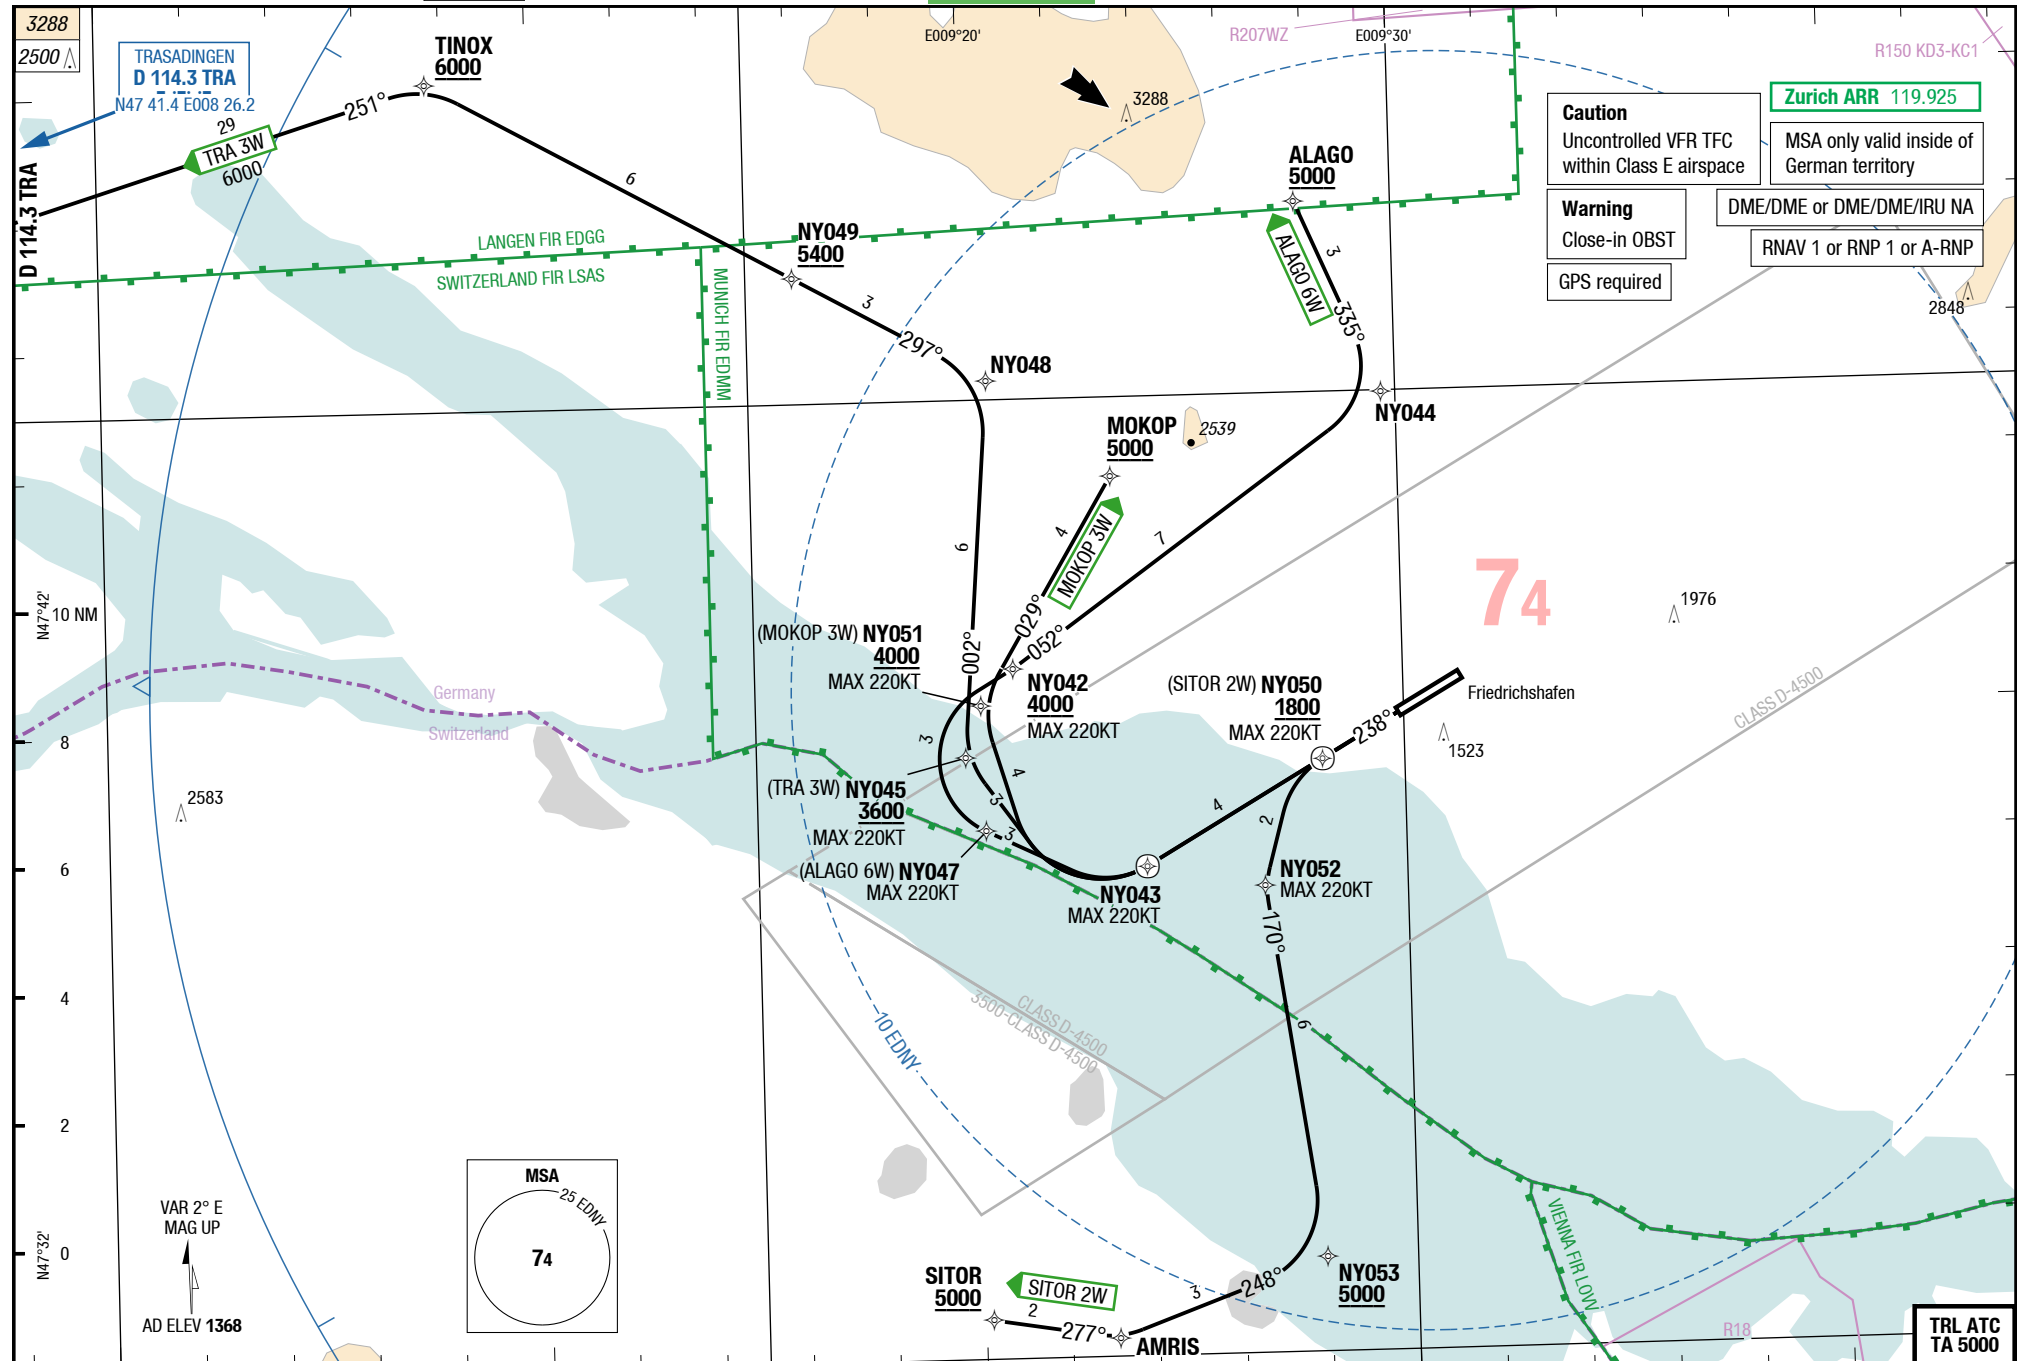 3288
2500
TRASADINGEN
D 114.3 TRA
N47 41.4 E008 26.2
TINOX
6000
251°
29
TRA 3W
6000
D 114.3 TRA
6
E009°20'
3288
R207WZ
E009°30'
R150 KD3-KC1
Zurich ARR 119.925
Caution
Uncontrolled VFR TFC
within Class E airspace
MSA only valid inside of
German territory
Warning
Close-in OBST
DME/DME or DME/DME/IRU NA
RNAV 1 or RNP 1 or A-RNP
GPS required
2848
ALAGO
5000
3
ALAGO 6W
335°
LANGEN FIR EDGG
SWITZERLAND FIR LSAS
MUNICH FIR EDMM
NY049
5400
3
297°
NY048
NY044
MOKOP
5000
2539
4
MOKOP 3W
029°
7
052°
6
002°
74
1976
N47°42'
10 NM
8
6
4
2
0
N47°32'
(MOKOP 3W) NY051
4000
MAX 220KT
NY042
4000
MAX 220KT
(SITOR 2W) NY050
1800
MAX 220KT
238°
Friedrichshafen
1523
CLASS D-4500
Germany
Switzerland
2583
3
4
3
3
(TRA 3W) NY045
3600
MAX 220KT
(ALAGO 6W) NY047
MAX 220KT
NY043
MAX 220KT
4
2
NY052
MAX 220KT
170°
6
CLASS D-4500
3500-CLASS D-4500
10 EDNY
VIENNA FIR LOVV
MSA
25 EDNY
74
VAR 2° E
MAG UP
AD ELEV 1368
SITOR
5000
SITOR 2W
2
277°
AMRIS
3
248°
NY053
5000
R18
TRL ATC
TA 5000